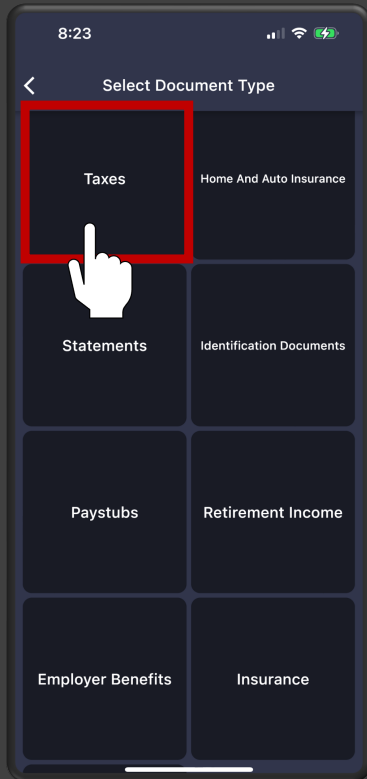 8:23
Select Document Type
Taxes
Home And Auto Insurance
Statements
Identification Documents
Paystubs
Retirement Income
Employer Benefits
Insurance